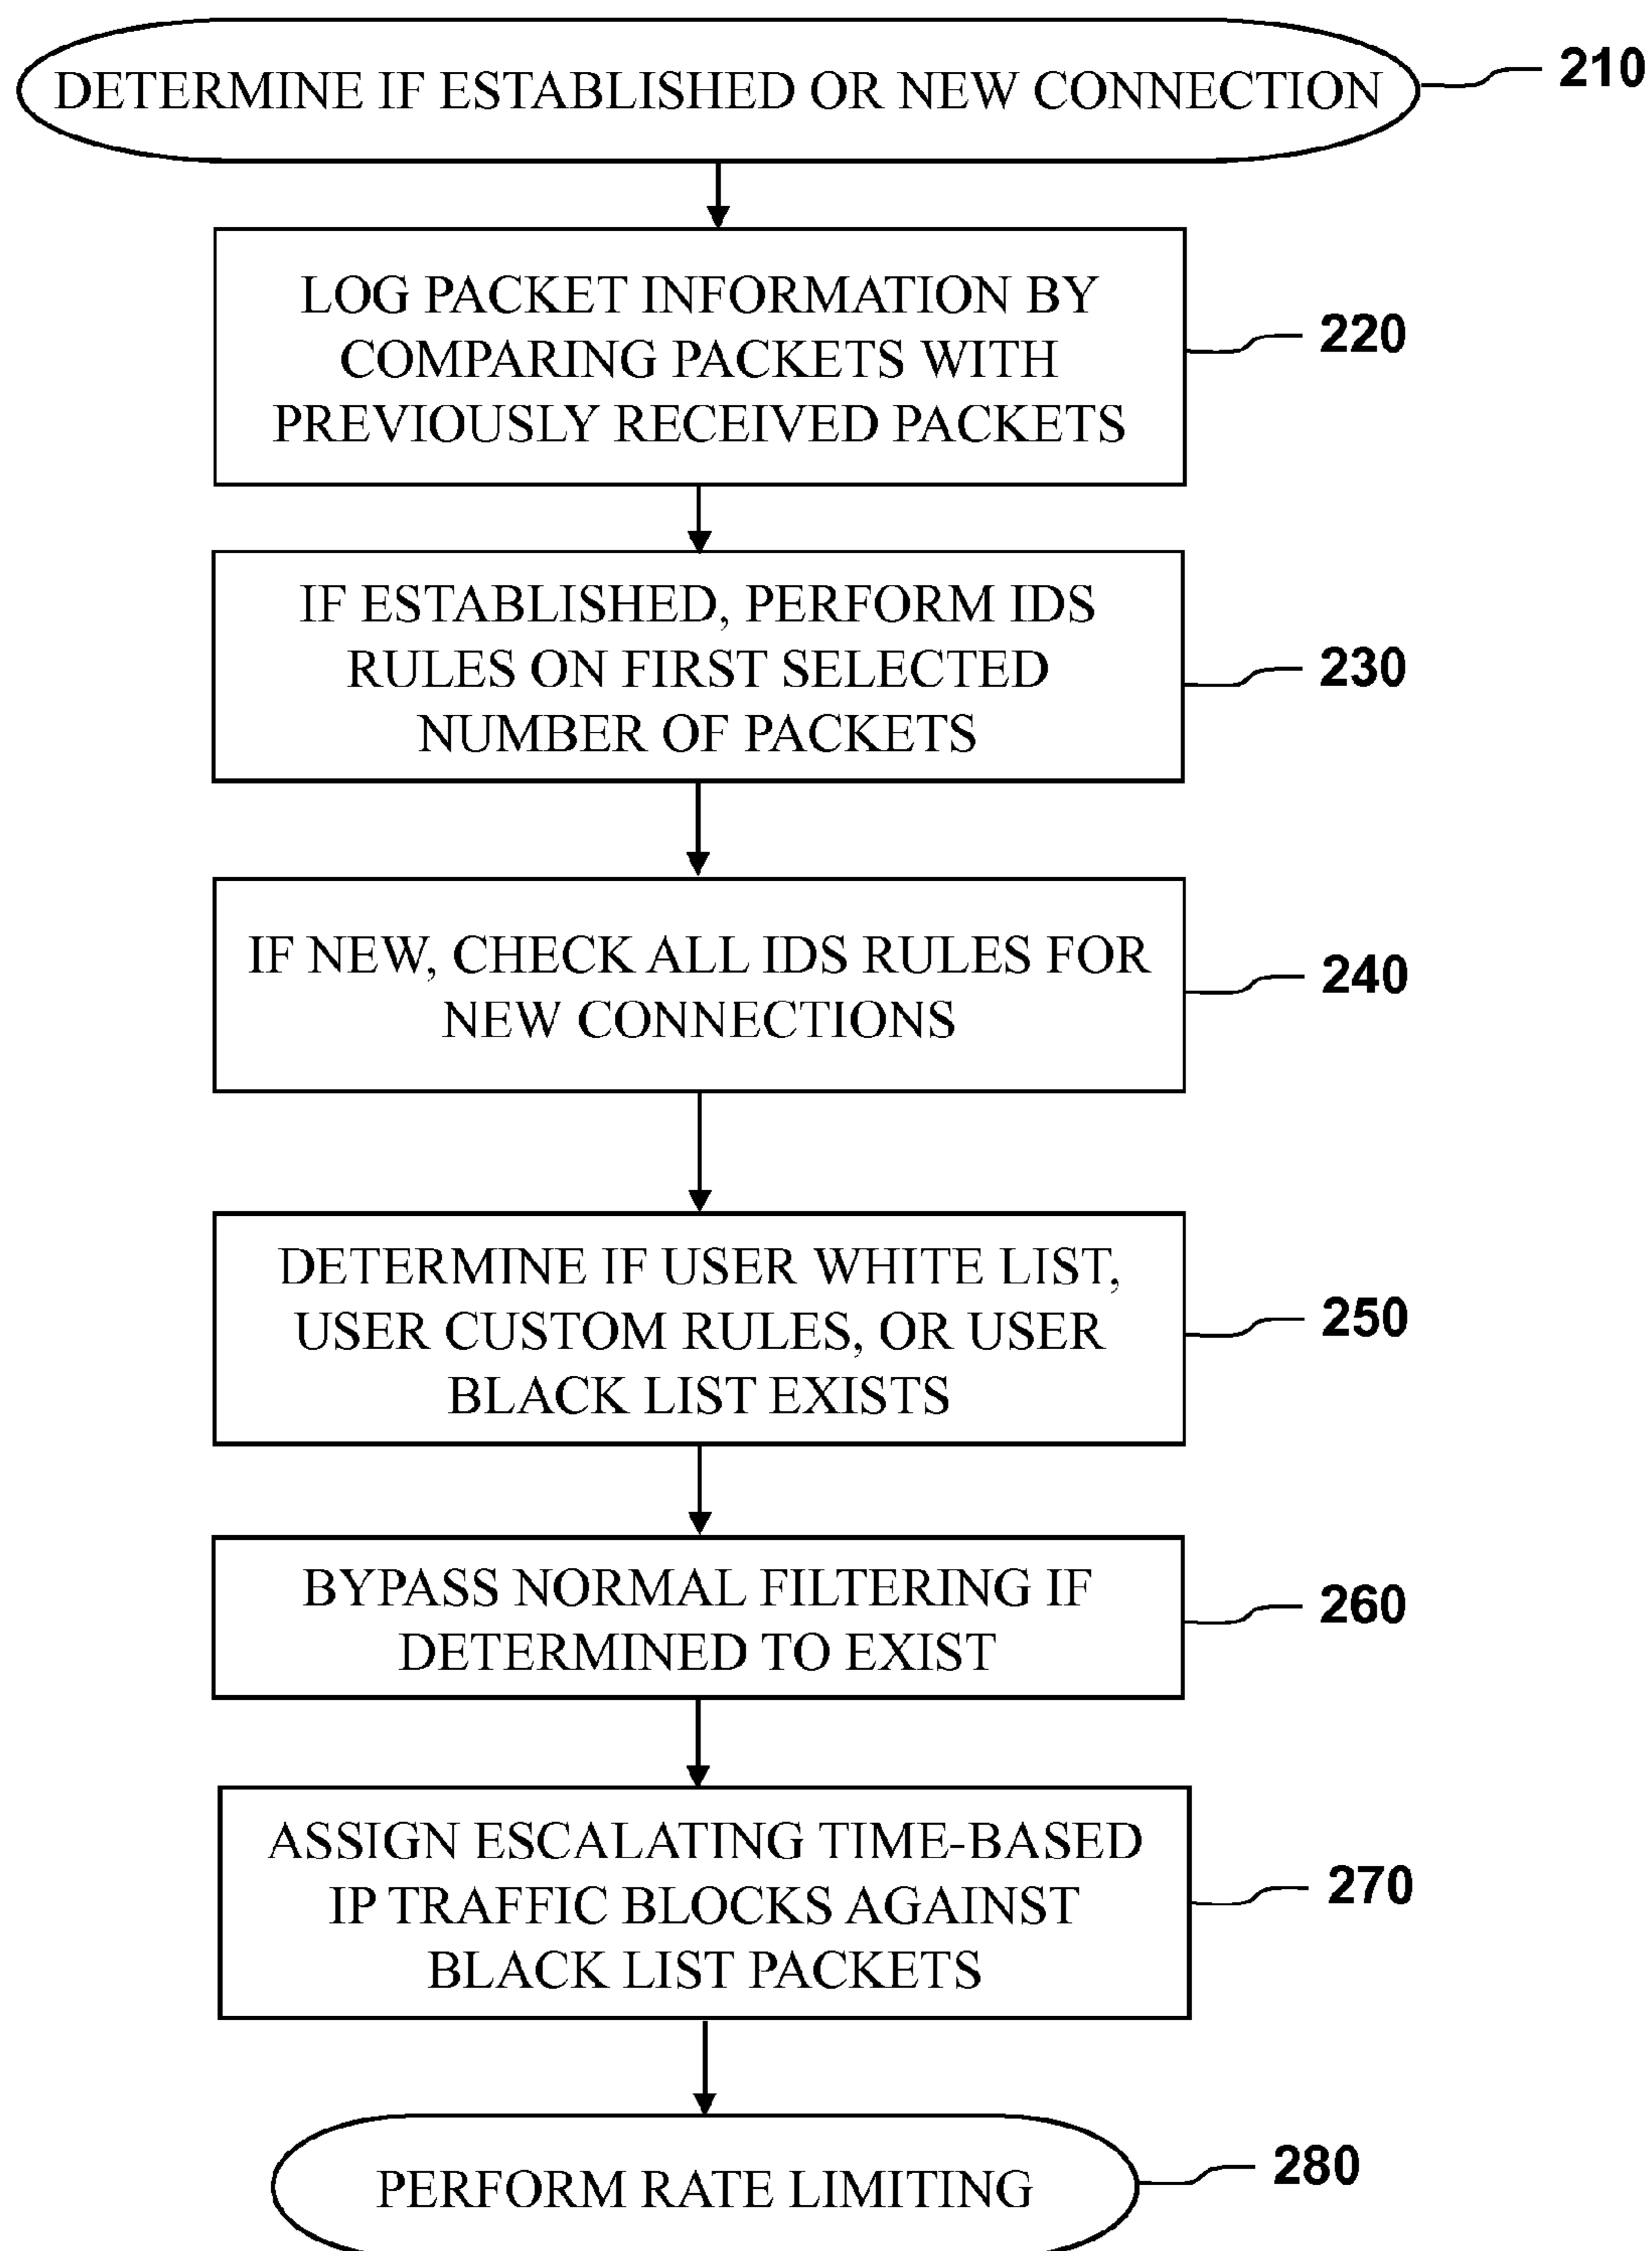 DETERMINE IF ESTABLISHED OR NEW CONNECTION
210
LOG PACKET INFORMATION BY
COMPARING PACKETS WITH
PREVIOUSLY RECEIVED PACKETS
220
IF ESTABLISHED, PERFORM IDS
RULES ON FIRST SELECTED
NUMBER OF PACKETS
230
IF NEW, CHECK ALL IDS RULES FOR
NEW CONNECTIONS
240
DETERMINE IF USER WHITE LIST,
USER CUSTOM RULES, OR USER
BLACK LIST EXISTS
250
BYPASS NORMAL FILTERING IF
DETERMINED TO EXIST
260
ASSIGN ESCALATING TIME-BASED
IP TRAFFIC BLOCKS AGAINST
BLACK LIST PACKETS
270
PERFORM RATE LIMITING
280